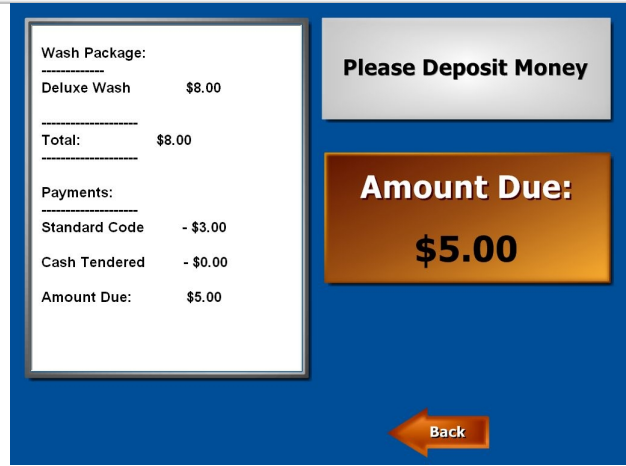 Wash Package:
-------------
Deluxe Wash $8.00
--------------------
Total: $8.00
--------------------
Payments:
--------------------
Standard Code - $3.00
Cash Tendered - $0.00
Amount Due: $5.00
Please Deposit Money
Amount Due:
$5.00
Back